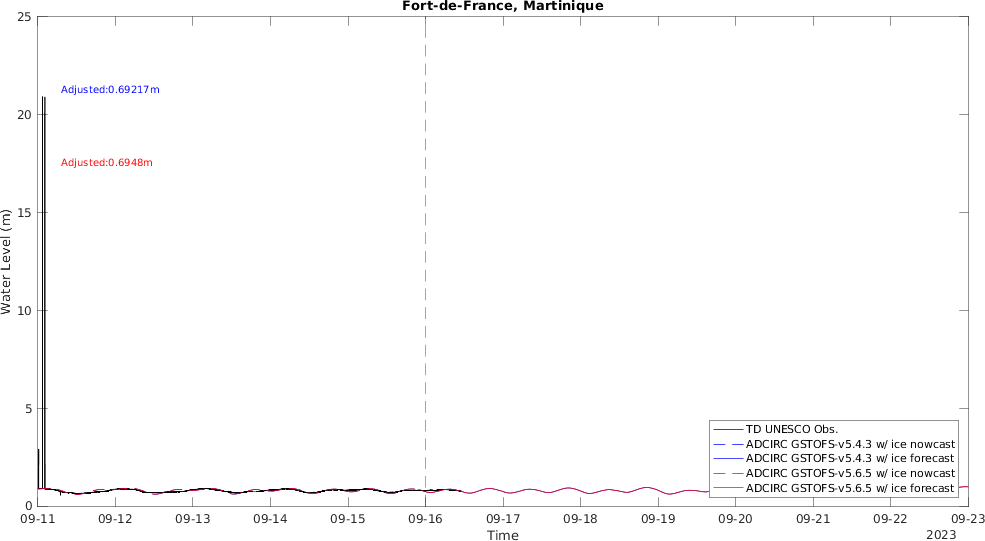 Fort-de-France, Martinique
25
20
15
10
5
0
Water Level (m)
Adjusted:0.69217m
Adjusted:0.6948m
TD UNESCO Obs.
ADCIRC GSTOFS-v5.4.3 w/ ice nowcast
ADCIRC GSTOFS-v5.4.3 w/ ice forecast
ADCIRC GSTOFS-v5.6.5 w/ ice nowcast
ADCIRC GSTOFS-v5.6.5 w/ ice forecast
09-11 09-12 09-13 09-14 09-15 09-16 09-17 09-18 09-19 09-20 09-21 09-22 09-23
Time
2023